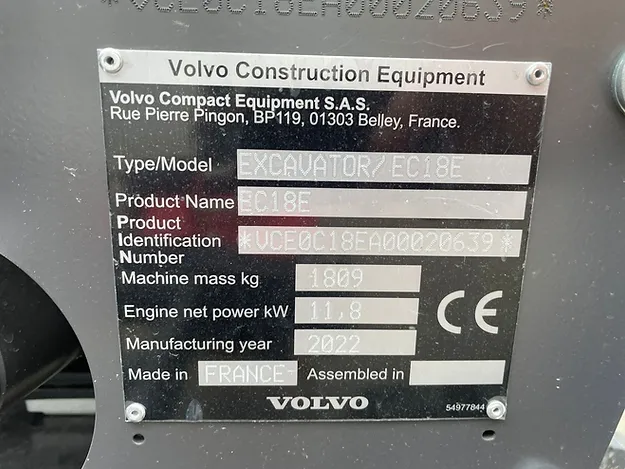 *VCE0C18EA00020639*
Volvo Construction Equipment
Volvo Compact Equipment S.A.S.
Rue Pierre Pingon, BP119, 01303 Belley, France.
Type/Model EXCAVATOR/EC18E
Product Name EC18E
Product
Identification *VCE0C18EA00020639*
Number
Machine mass kg 1809
Engine net power kW 11,8
Manufacturing year 2022
CE
Made in FRANCE- Assembled in
VOLVO
54977844